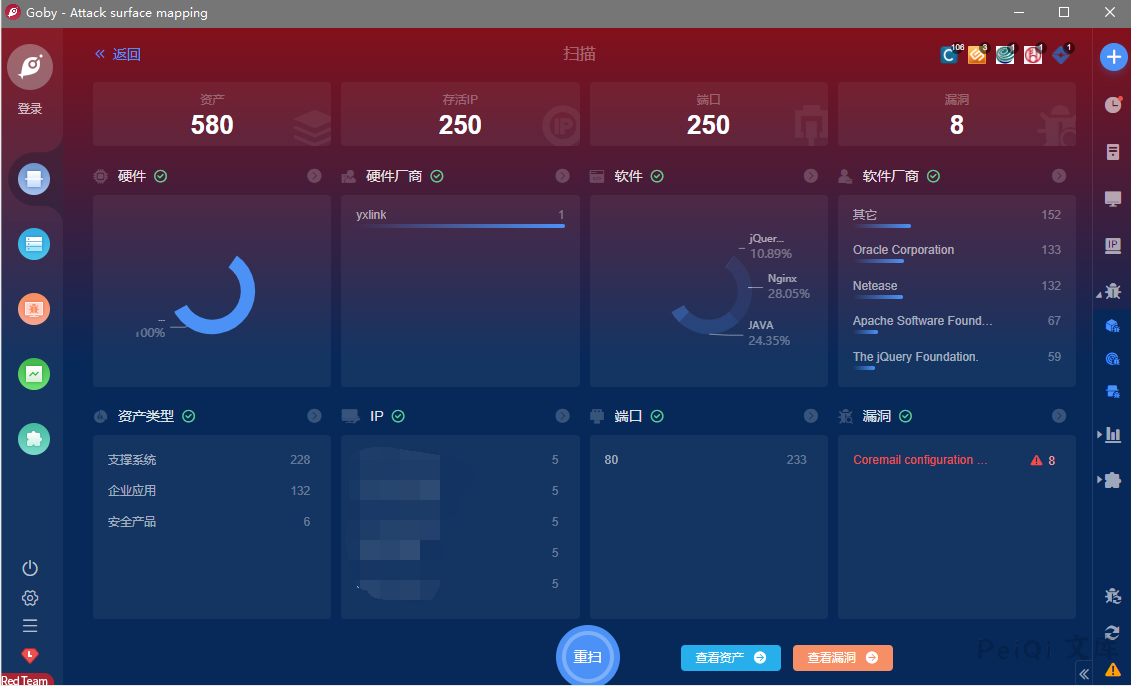 Goby - Attack surface mapping
« 返回
扫描
106
3
1
1
1
登录
资产
580
存活IP
250
端口
250
漏洞
8
硬件
硬件厂商
软件
软件厂商
100%
yxlink 1
jQuer...
10.89%
Nginx
28.05%
JAVA
24.35%
其它 152
Oracle Corporation 133
Netease 132
Apache Software Found... 67
The jQuery Foundation. 59
资产类型
IP
端口
漏洞
支撑系统 228
企业应用 132
安全产品 6
5
5
5
5
5
80 233
Coremail configuration ... 8
重扫
查看资产
查看漏洞
PeiQi 文库
Red Team
IP